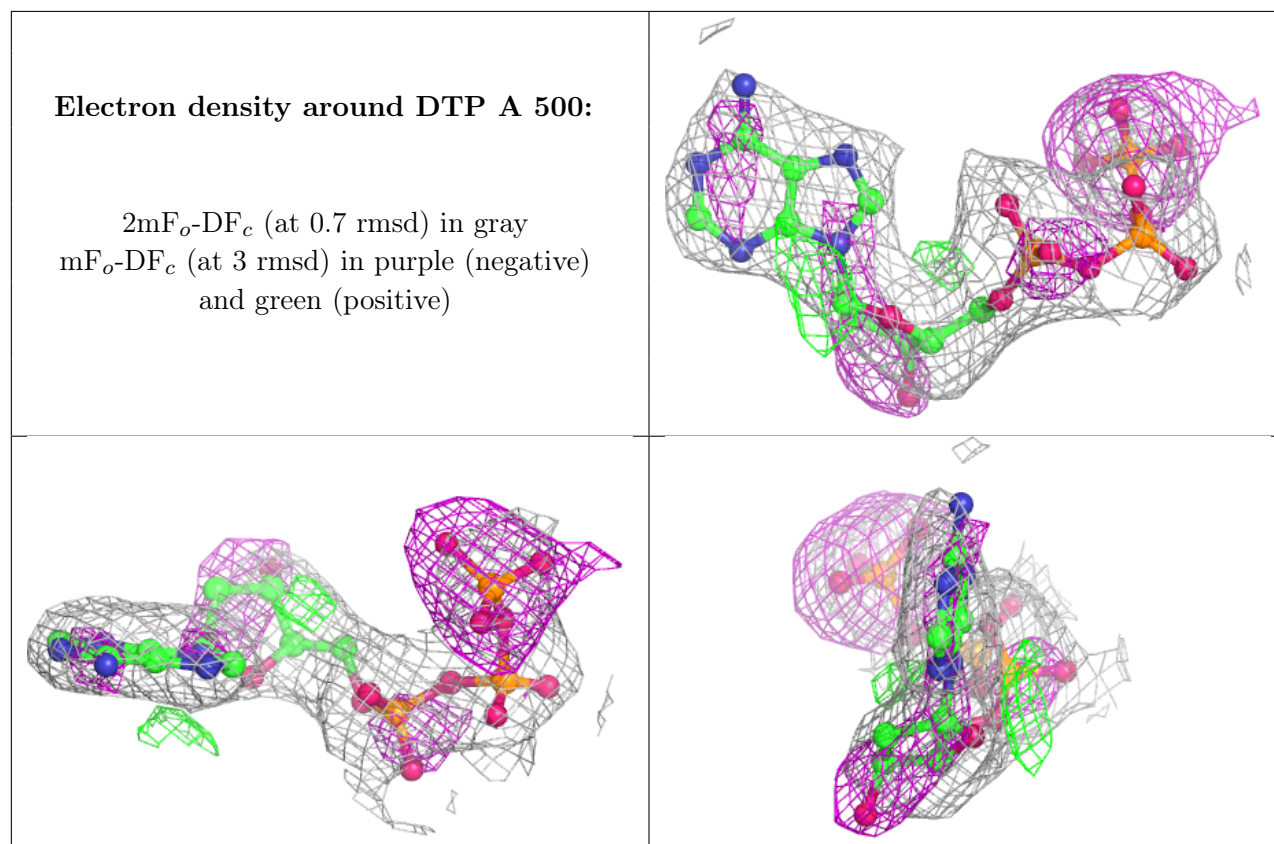 Electron density around DTP A 500:
2mFo-DFc (at 0.7 rmsd) in gray
mFo-DFc (at 3 rmsd) in purple (negative)
and green (positive)